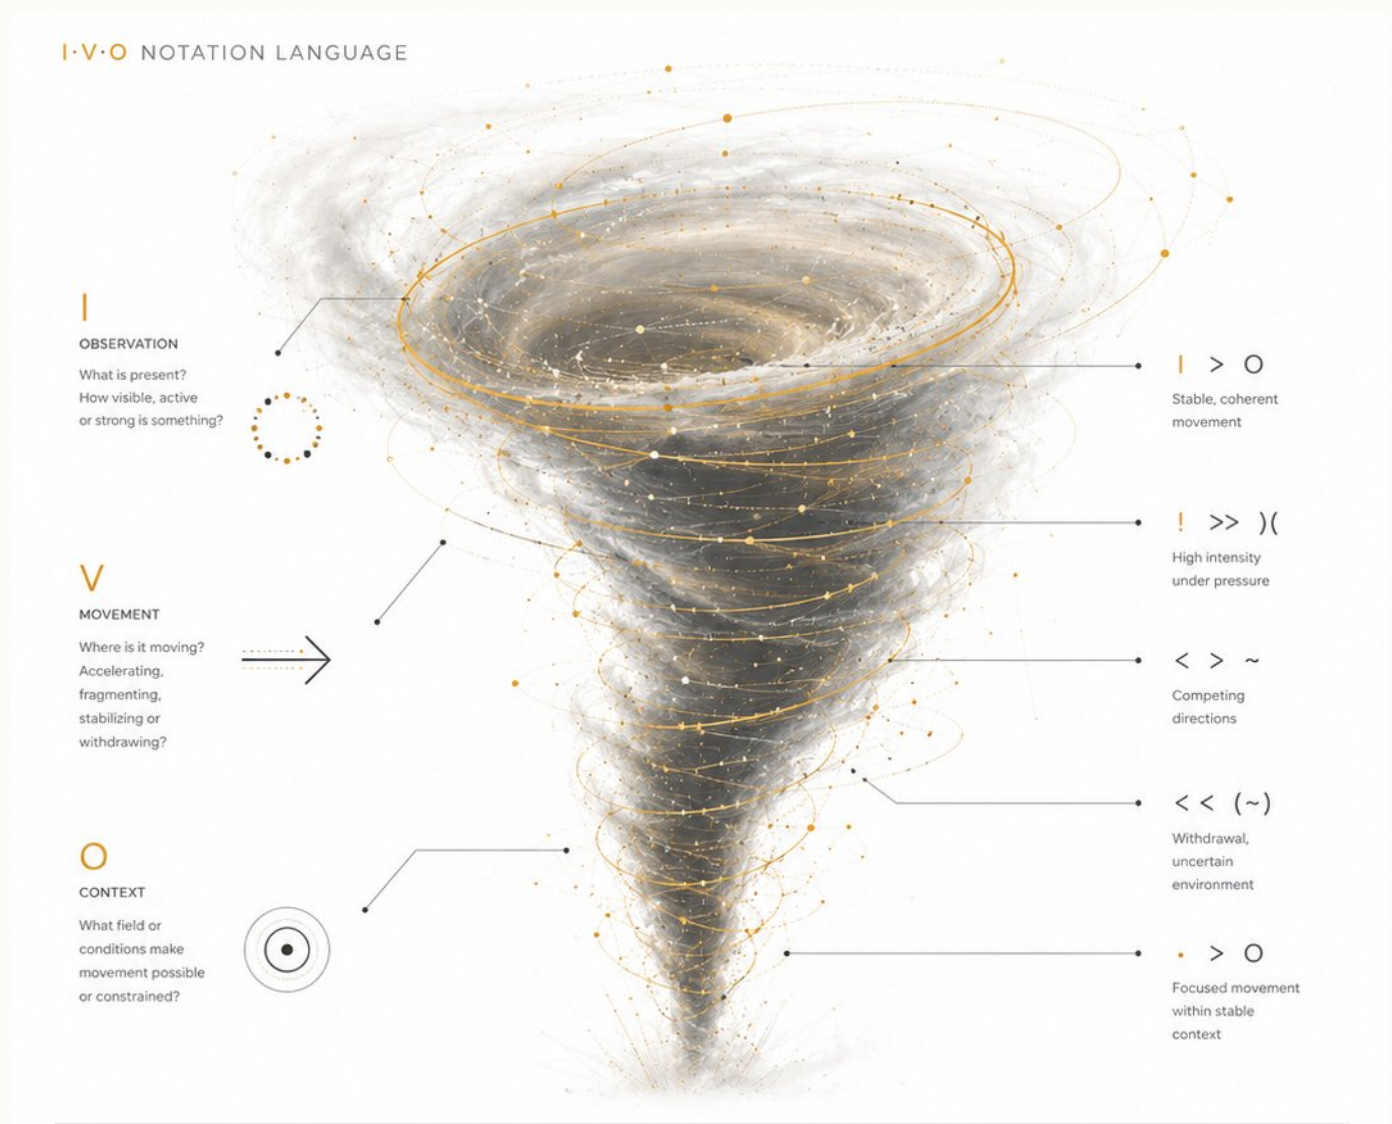 I·V·O NOTATION LANGUAGE
I
OBSERVATION
What is present?
How visible, active
or strong is something?
V
MOVEMENT
Where is it moving?
Accelerating,
fragmenting,
stabilizing or
withdrawing?
O
CONTEXT
What field or
conditions make
movement possible
or constrained?
| > O
Stable, coherent
movement
! >> )(
High intensity
under pressure
< > ~
Competing
directions
< < (~)
Withdrawal,
uncertain
environment
· > O
Focused movement
within stable
context